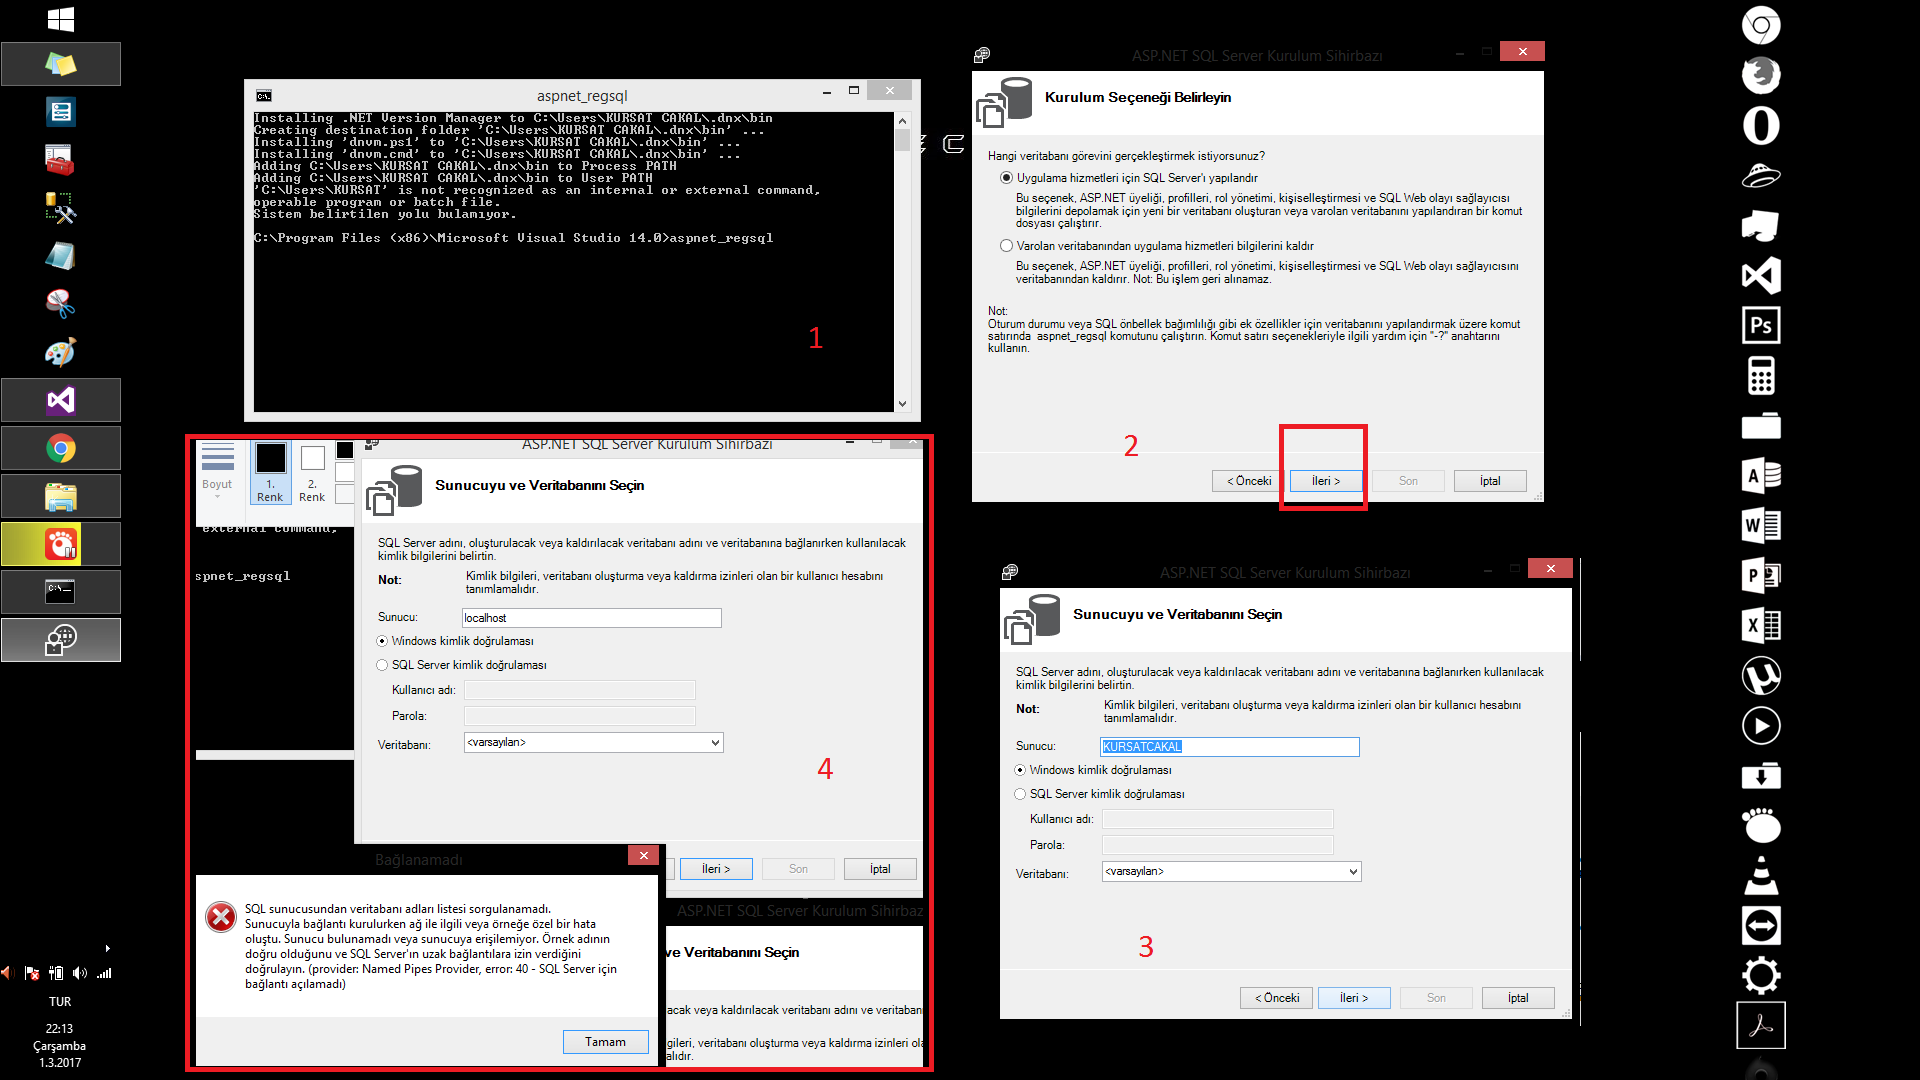 aspnet_regsql
Installing .NET Version Manager to C:\Users\KURSAT CAKAL\.dnx\bin
Creating destination folder 'C:\Users\KURSAT CAKAL\.dnx\bin' ...
Installing 'dnvm.ps1' to 'C:\Users\KURSAT CAKAL\.dnx\bin' ...
Installing 'dnvm.cmd' to 'C:\Users\KURSAT CAKAL\.dnx\bin' ...
Adding C:\Users\KURSAT CAKAL\.dnx\bin to Process PATH
Adding C:\Users\KURSAT CAKAL\.dnx\bin to User PATH
'C:\Users\KURSAT' is not recognized as an internal or external command,
operable program or batch file.
Sistem belirtilen yolu bulamıyor.
C:\Program Files (x86)\Microsoft Visual Studio 14.0>aspnet_regsql
1
ASP.NET SQL Server Kurulum Sihirbazı
Kurulum Seçeneği Belirleyin
Hangi veritabanı görevini gerçekleştirmek istiyorsunuz?
Uygulama hizmetleri için SQL Server'ı yapılandır
Bu seçenek, ASP.NET üyeliği, profilleri, rol yönetimi, kişiselleştirmesi ve SQL Web olayı sağlayıcısı
bilgilerini depolamak için yeni bir veritabanı oluşturan veya varolan veritabanını yapılandıran bir komut
dosyası çalıştırır.
Varolan veritabanından uygulama hizmetleri bilgilerini kaldır
Bu seçenek, ASP.NET üyeliği, profilleri, rol yönetimi, kişiselleştirmesi ve SQL Web olayı sağlayıcısını
veritabanından kaldırır. Not: Bu işlem geri alınamaz.
Not:
Oturum durumu veya SQL önbellek bağımlılığı gibi ek özellikler için veritabanını yapılandırmak üzere komut
satırında aspnet_regsql komutunu çalıştırın. Komut satırı seçenekleriyle ilgili yardım için "-?" anahtarını
kullanın.
2
< Önceki
İleri >
Son
İptal
Boyut
1.
Renk
2.
Renk
external command,
spnet_regsql
ASP.NET SQL Server Kurulum Sihirbazı
Sunucuyu ve Veritabanını Seçin
SQL Server adını, oluşturulacak veya kaldırılacak veritabanı adını ve veritabanına bağlanırken kullanılacak
kimlik bilgilerini belirtin.
Not:
Kimlik bilgileri, veritabanı oluşturma veya kaldırma izinleri olan bir kullanıcı hesabını
tanımlamalıdır.
Sunucu:
localhost
Windows kimlik doğrulaması
SQL Server kimlik doğrulaması
Kullanıcı adı:
Parola:
Veritabanı:
<varsayılan>
4
İleri >
Son
İptal
Bağlanamadı
SQL sunucusundan veritabanı adları listesi sorgulanamadı.
Sunucuyla bağlantı kurulurken ağ ile ilgili veya örneğe özel bir hata
oluştu. Sunucu bulunamadı veya sunucuya erişilemiyor. Örnek adının
doğru olduğunu ve SQL Server'ın uzak bağlantılara izin verdiğini
doğrulayın. (provider: Named Pipes Provider, error: 40 - SQL Server için
bağlantı açılamadı)
Tamam
ASP.NET SQL Server Kurulum Sihirbaz
ve Veritabanını Seçin
acak veya kaldırılacak veritabanı adını ve veritaban
gileri, veritabanı oluşturma veya kaldırma izinleri ola
alıdır.
ASP.NET SQL Server Kurulum Sihirbazı
Sunucuyu ve Veritabanını Seçin
SQL Server adını, oluşturulacak veya kaldırılacak veritabanı adını ve veritabanına bağlanırken kullanılacak
kimlik bilgilerini belirtin.
Not:
Kimlik bilgileri, veritabanı oluşturma veya kaldırma izinleri olan bir kullanıcı hesabını
tanımlamalıdır.
Sunucu:
KURSATCAKAL
Windows kimlik doğrulaması
SQL Server kimlik doğrulaması
Kullanıcı adı:
Parola:
Veritabanı:
<varsayılan>
3
< Önceki
İleri >
Son
İptal
TUR
22:13
Çarşamba
1.3.2017
Ps
A
W
P
X